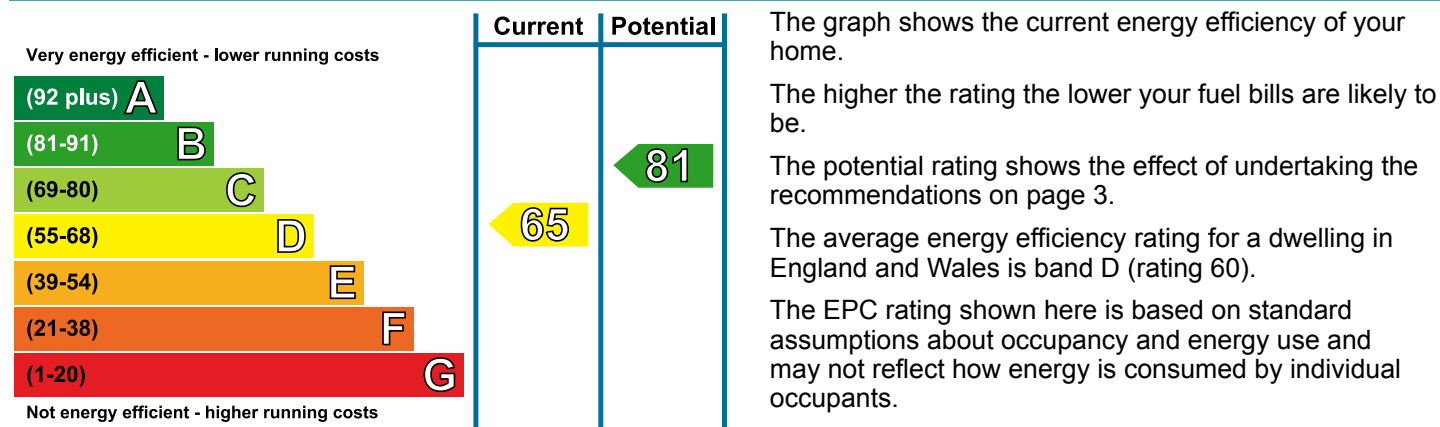 Current Potential
Very energy efficient - lower running costs
(92 plus) A
(81-91) B
(69-80) C
(55-68) D
(39-54) E
(21-38) F
(1-20) G
Not energy efficient - higher running costs
65
81
The graph shows the current energy efficiency of your
home.
The higher the rating the lower your fuel bills are likely to
be.
The potential rating shows the effect of undertaking the
recommendations on page 3.
The average energy efficiency rating for a dwelling in
England and Wales is band D (rating 60).
The EPC rating shown here is based on standard
assumptions about occupancy and energy use and
may not reflect how energy is consumed by individual
occupants.